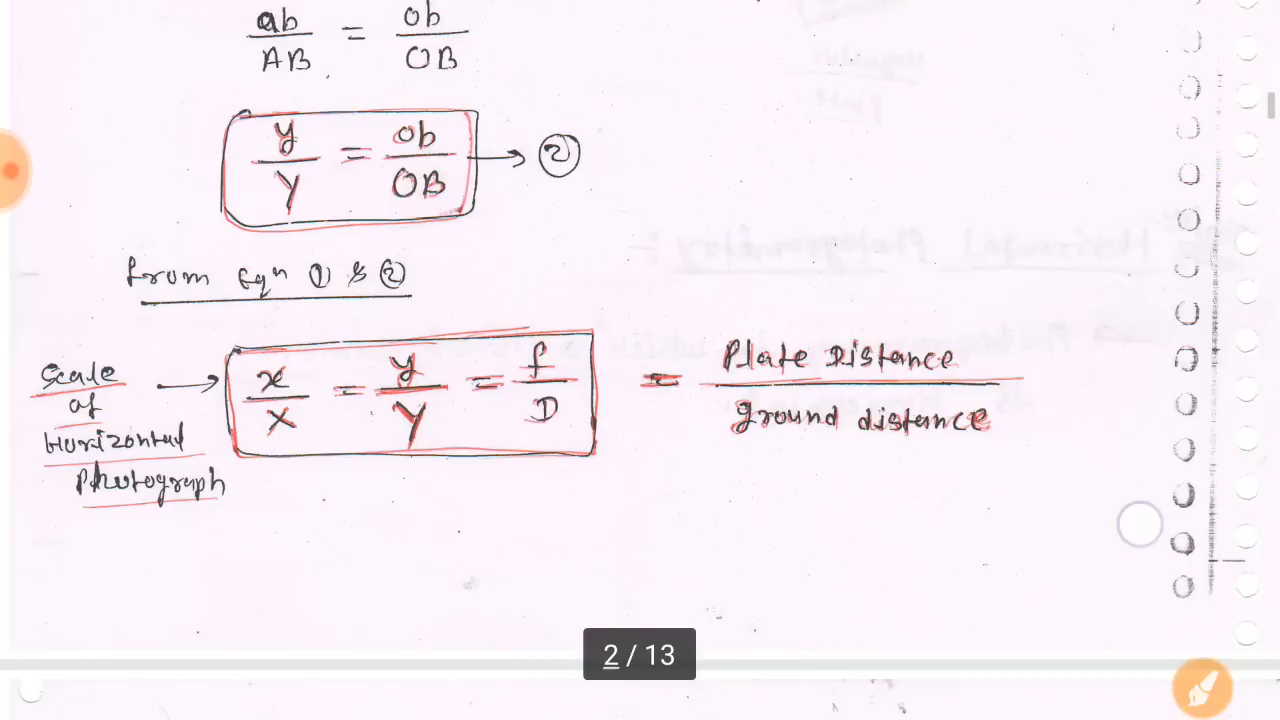 ab/AB = ob/OB
y/Y = ob/OB → ②
from Eqn ① & ②
Scale of Horizontal Photograph → x/X = y/Y = f/D = Plate Distance/ground distance
2 / 13